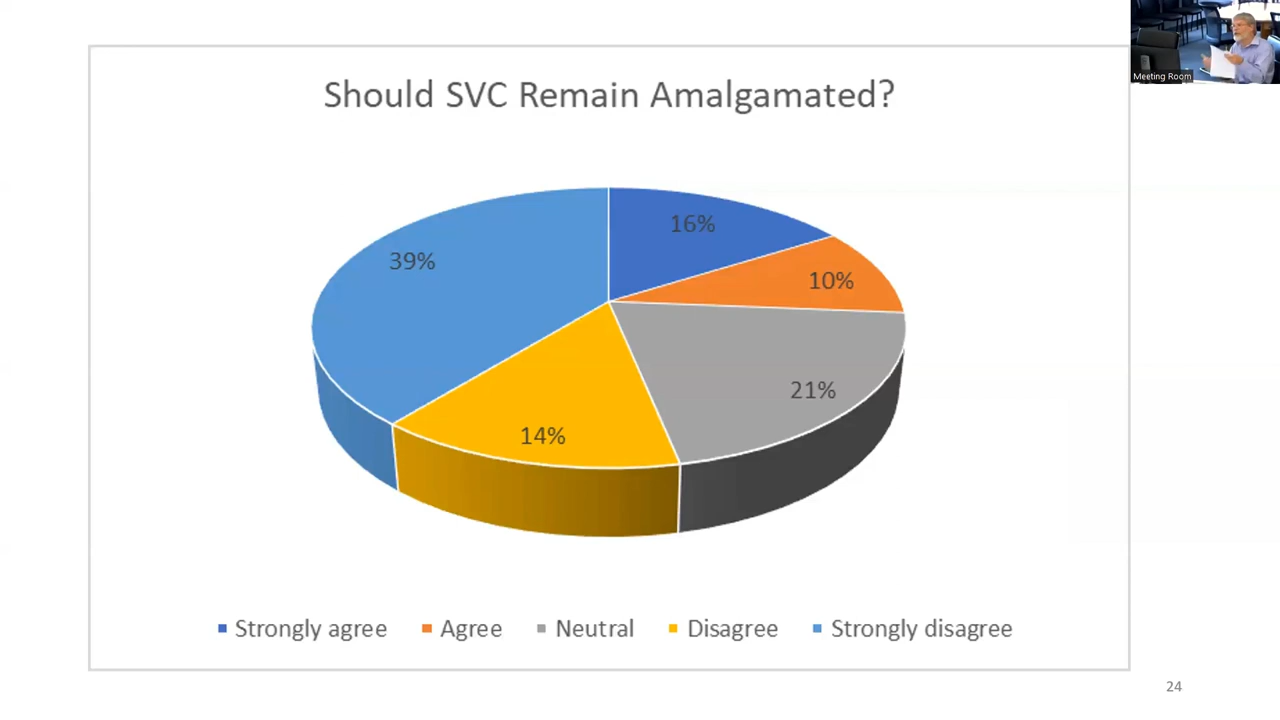 Meeting Room
Should SVC Remain Amalgamated?
16%
39%
10%
21%
14%
Strongly agree Agree Neutral Disagree Strongly disagree
24